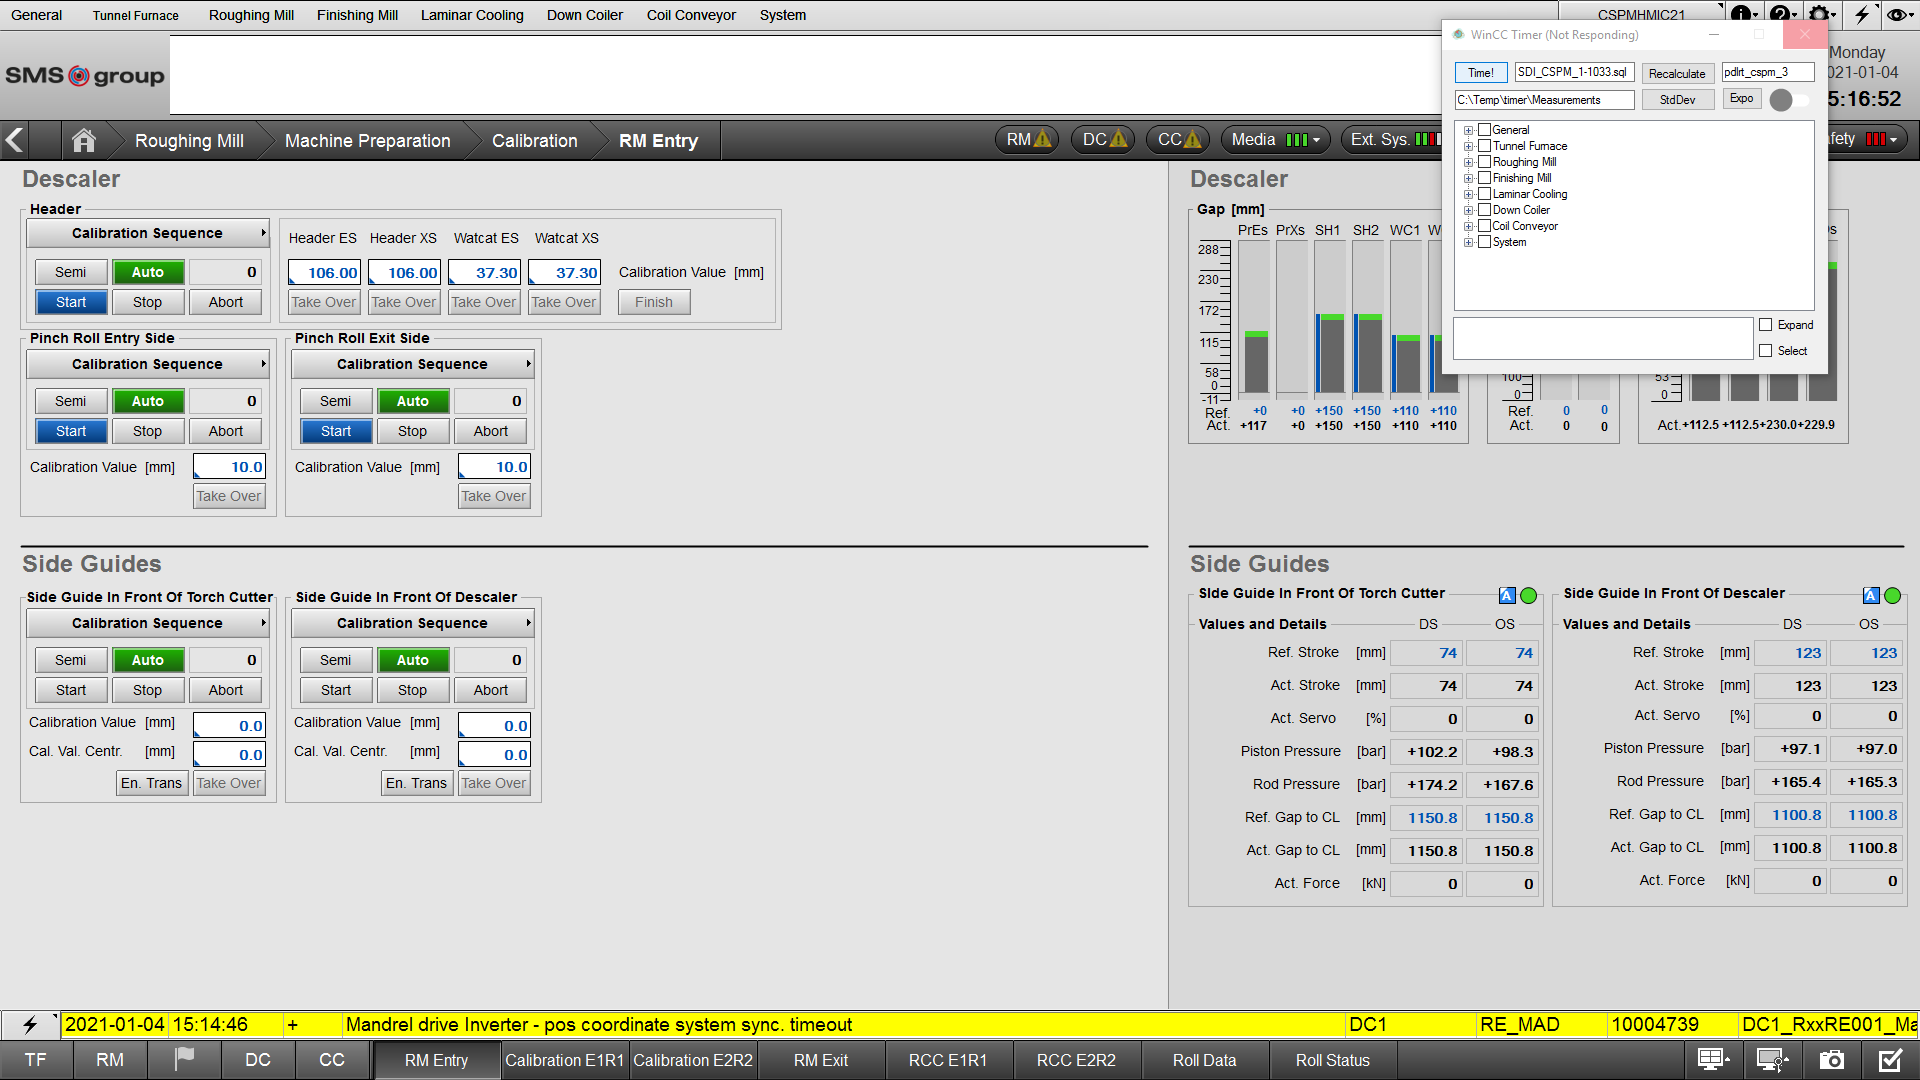 General Tunnel Furnace Roughing Mill Finishing Mill Laminar Cooling Down Coiler Coil Conveyor System CSPMHMIC21
SMS group
Monday
2021-01-04
5:16:52
WinCC Timer (Not Responding)
Time! SDI_CSPM_1-1033.sql Recalculate pdlrt_cspm_3
C:\Temp\timer\Measurements StdDev Expo
General
Tunnel Furnace
Roughing Mill
Finishing Mill
Laminar Cooling
Down Coiler
Coil Conveyor
System
Expand
Select
Roughing Mill Machine Preparation Calibration RM Entry RM DC CC Media Ext. Sys. fety
Descaler
Header
Calibration Sequence
Semi Auto 0
Start Stop Abort
Header ES Header XS Watcat ES Watcat XS
106.00 106.00 37.30 37.30 Calibration Value [mm]
Take Over Take Over Take Over Take Over Finish
Pinch Roll Entry Side
Calibration Sequence
Semi Auto 0
Start Stop Abort
Calibration Value [mm] 10.0
Take Over
Pinch Roll Exit Side
Calibration Sequence
Semi Auto 0
Start Stop Abort
Calibration Value [mm] 10.0
Take Over
Side Guides
Side Guide In Front Of Torch Cutter
Calibration Sequence
Semi Auto 0
Start Stop Abort
Calibration Value [mm] 0.0
Cal. Val. Centr. [mm] 0.0
En. Trans Take Over
Side Guide In Front Of Descaler
Calibration Sequence
Semi Auto 0
Start Stop Abort
Calibration Value [mm] 0.0
Cal. Val. Centr. [mm] 0.0
En. Trans Take Over
Descaler
Gap [mm]
PrEs PrXs SH1 SH2 WC1 W
288
230
172
115
58
0
-11
Ref. +0 +0 +150 +150 +110 +110
Act. +117 +0 +150 +150 +110 +110
100
0
Ref. 0 0
Act. 0 0
s
53
0
Act. +112.5 +112.5 +230.0 +229.9
Side Guides
SIde Guide In Front Of Torch Cutter A
Values and Details DS OS
Ref. Stroke [mm] 74 74
Act. Stroke [mm] 74 74
Act. Servo [%] 0 0
Piston Pressure [bar] +102.2 +98.3
Rod Pressure [bar] +174.2 +167.6
Ref. Gap to CL [mm] 1150.8 1150.8
Act. Gap to CL [mm] 1150.8 1150.8
Act. Force [kN] 0 0
Side Guide In Front Of Descaler A
Values and Details DS OS
Ref. Stroke [mm] 123 123
Act. Stroke [mm] 123 123
Act. Servo [%] 0 0
Piston Pressure [bar] +97.1 +97.0
Rod Pressure [bar] +165.4 +165.3
Ref. Gap to CL [mm] 1100.8 1100.8
Act. Gap to CL [mm] 1100.8 1100.8
Act. Force [kN] 0 0
2021-01-04 15:14:46 + Mandrel drive Inverter - pos coordinate system sync. timeout DC1 RE_MAD 10004739 DC1_RxxRE001_Ma
TF RM DC CC RM Entry Calibration E1R1 Calibration E2R2 RM Exit RCC E1R1 RCC E2R2 Roll Data Roll Status